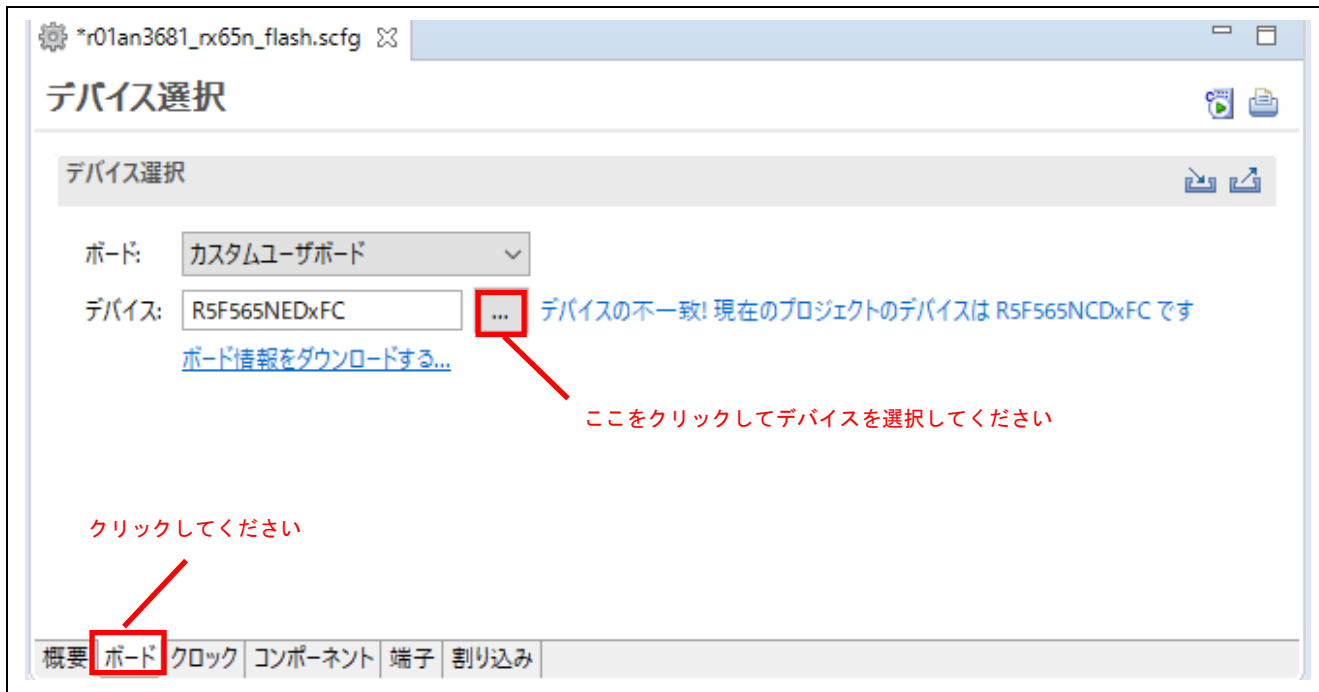 *r01an3681_rx65n_flash.scfg
デバイス選択
デバイス選択
ボード: カスタムユーザボード
デバイス: R5F565NEDxFC ... デバイスの不一致! 現在のプロジェクトのデバイスは R5F565NCDxFC です
ボード情報をダウンロードする...
ここをクリックしてデバイスを選択してください
クリックしてください
概要 ボード クロック コンポーネント 端子 割り込み